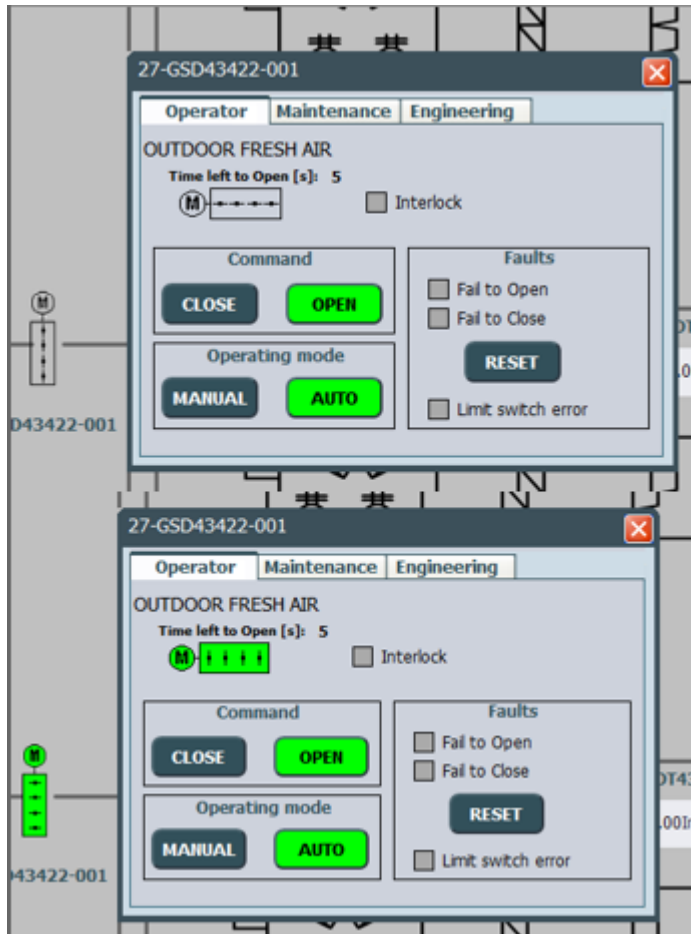 27-GSD43422-001
Operator Maintenance Engineering
OUTDOOR FRESH AIR
Time left to Open [s]: 5
M
Interlock
Command
CLOSE OPEN
Operating mode
MANUAL AUTO
Faults
Fail to Open
Fail to Close
RESET
Limit switch error
M
D43422-001
27-GSD43422-001
Operator Maintenance Engineering
OUTDOOR FRESH AIR
Time left to Open [s]: 5
M
Interlock
Command
CLOSE OPEN
Operating mode
MANUAL AUTO
Faults
Fail to Open
Fail to Close
RESET
Limit switch error
M
43422-001
DT43
.00In